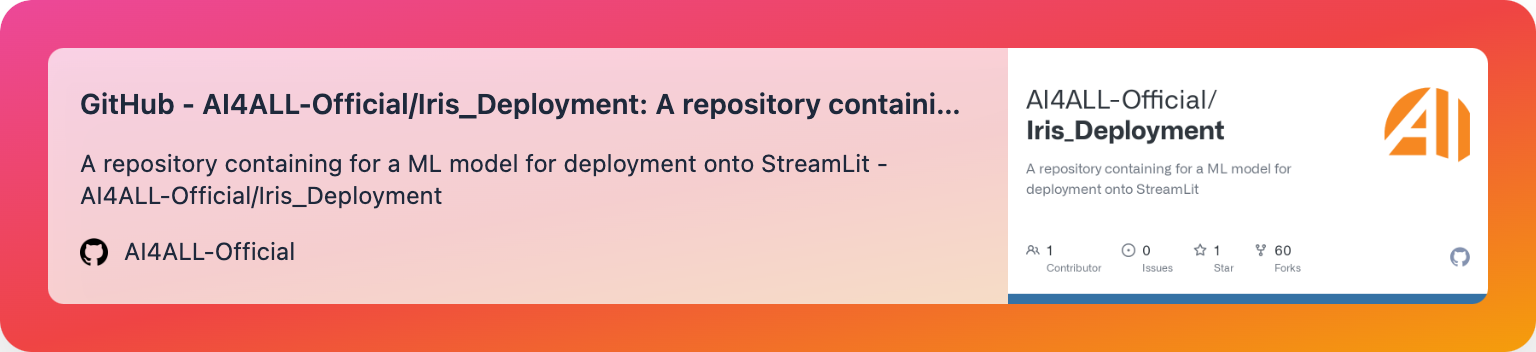 GitHub - AI4ALL-Official/Iris_Deployment: A repository containi...
A repository containing for a ML model for deployment onto StreamLit -
AI4ALL-Official/Iris_Deployment
AI4ALL-Official
AI4ALL-Official/
Iris_Deployment
A repository containing for a ML model for
deployment onto StreamLit
1
Contributor
0
Issues
1
Star
60
Forks
AI